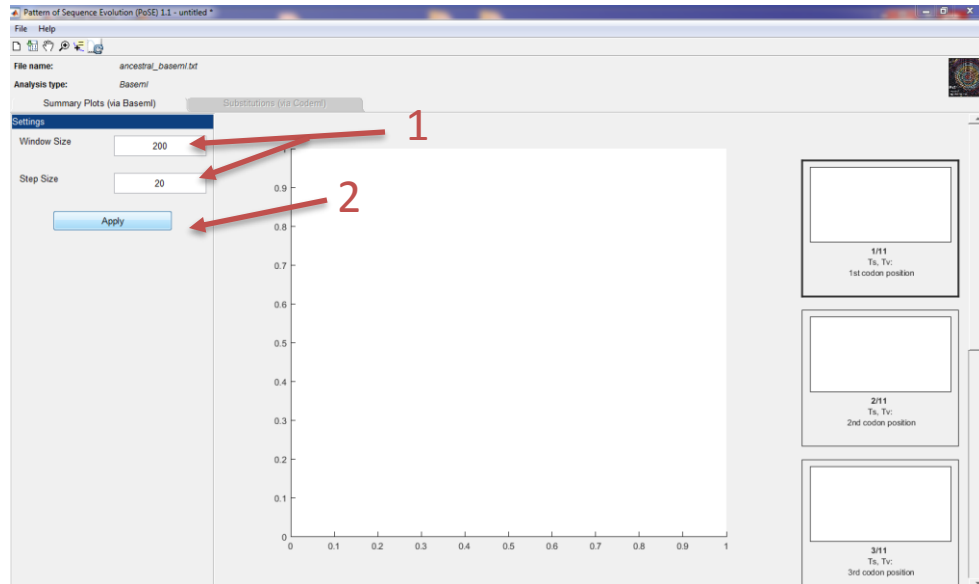 Pattern of Sequence Evolution (PoSE) 1.1 - untitled *
File Help
File name: ancestral_baseml.txt
Analysis type: Baseml
Summary Plots (via Baseml) Substitutions (via Codeml)
Settings
Window Size 200
Step Size 20
Apply
1
2
1
0.9
0.8
0.7
0.6
0.5
0.4
0.3
0.2
0.1
0
0 0.1 0.2 0.3 0.4 0.5 0.6 0.7 0.8 0.9 1
1/11
Ts, Tv:
1st codon position
2/11
Ts, Tv:
2nd codon position
3/11
Ts, Tv:
3rd codon position